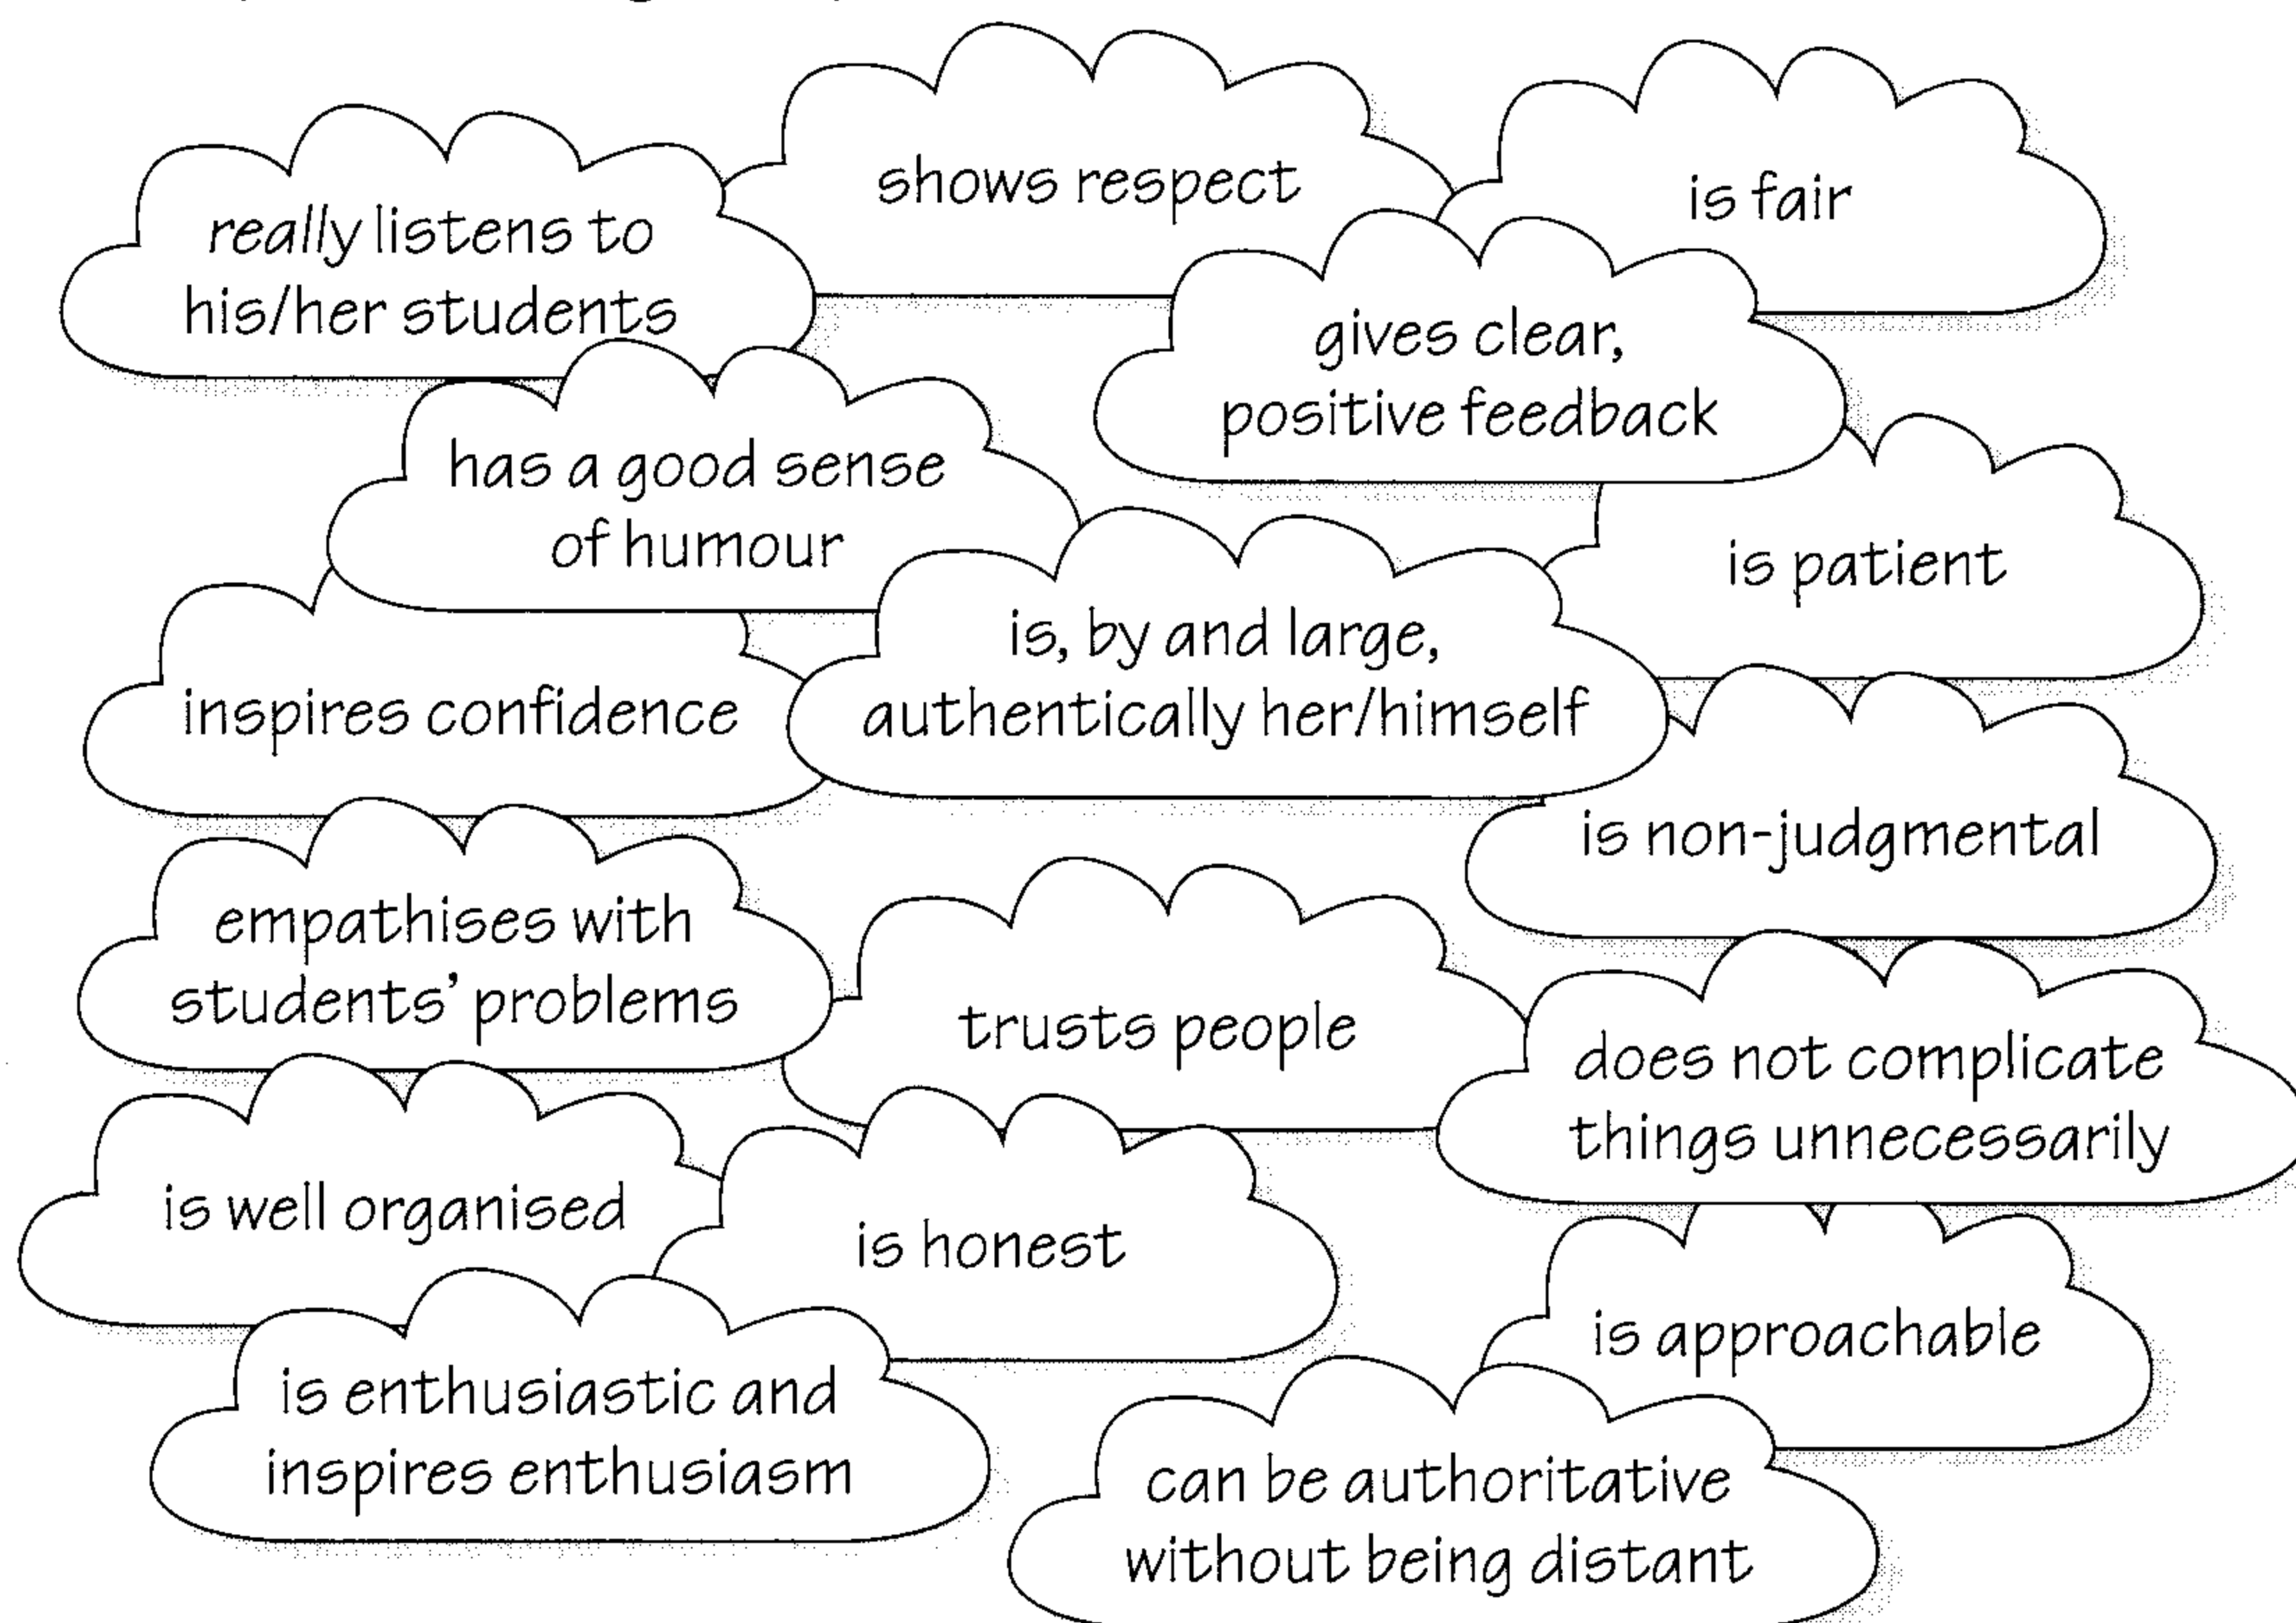 shows respect
is fair
really listens to
his/her students
gives clear,
positive feedback
has a good sense
of humour
is patient
is, by and large,
authentically her/himself
inspires confidence
is non-judgmental
empathises with
students' problems
trusts people
does not complicate
things unnecessarily
is well organised
is honest
is approachable
is enthusiastic and
inspires enthusiasm
can be authoritative
without being distant